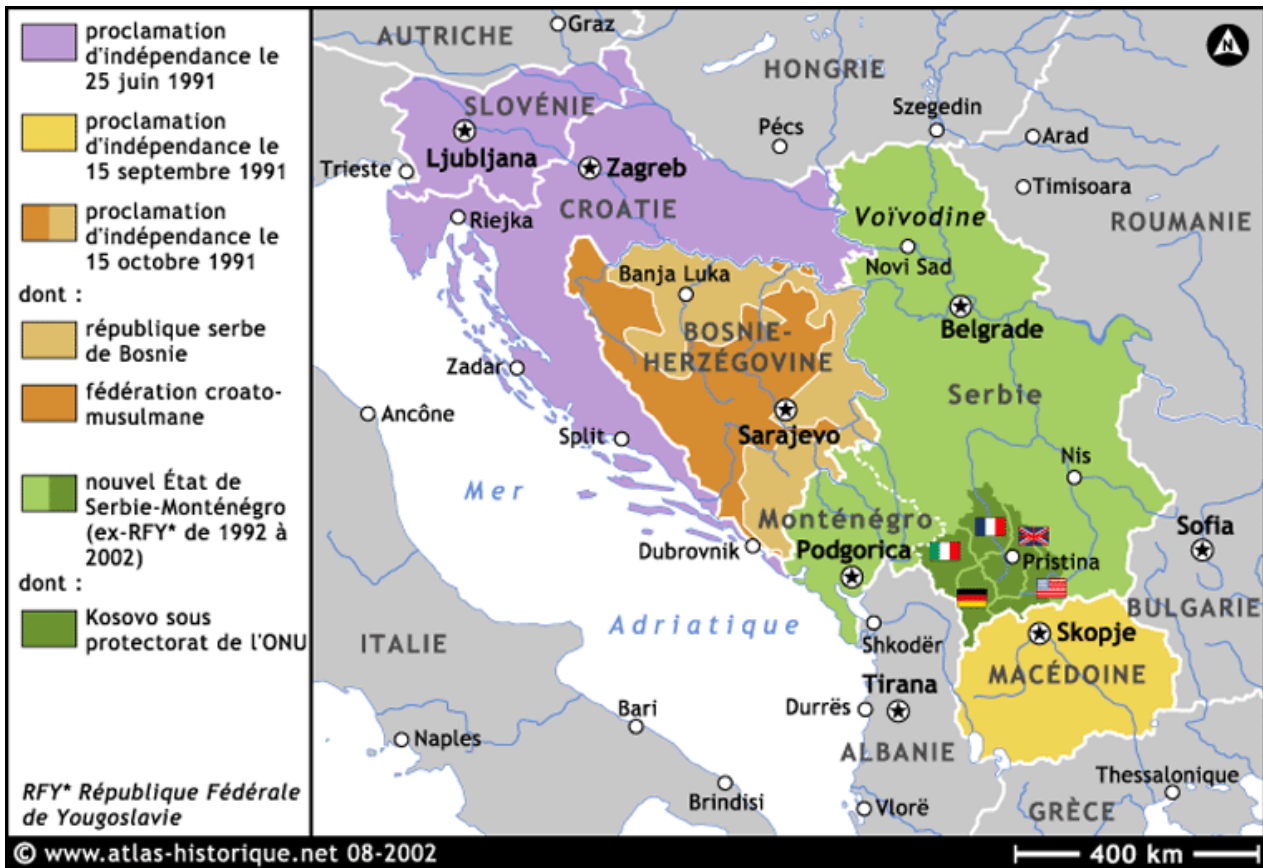 proclamation
d'indépendance le
25 juin 1991
proclamation
d'indépendance le
15 septembre 1991
proclamation
d'indépendance le
15 octobre 1991
dont :
république serbe
de Bosnie
fédération croato-
musulmane
nouvel État de
Serbie-Monténégro
(ex-RFY* de 1992 à
2002)
dont :
Kosovo sous
protectorat de l'ONU
RFY* République Fédérale
de Yougoslavie
Graz
AUTRICHE
N
HONGRIE
SLOVÉNIE
Szegedin
Pécs
Arad
Ljubljana
Trieste
Zagreb
Timisoara
CROATIE
Riejka
Voïvodine
ROUMANIE
Novi Sad
Banja Luka
BOSNIE-
HERZÉGOVINE
Belgrade
Zadar
Serbie
Ancône
Split
Sarajevo
Nis
Mer
Monténégro
Sofia
Dubrovnik
Podgorica
Pristina
BULGARIE
Adriatique
ITALIE
Shkodër
Skopje
MACÉDOINE
Tirana
Durrës
Bari
Naples
ALBANIE
Thessalonique
Brindisi
Vlorë
GRÈCE
© www.atlas-historique.net 08-2002
400 km